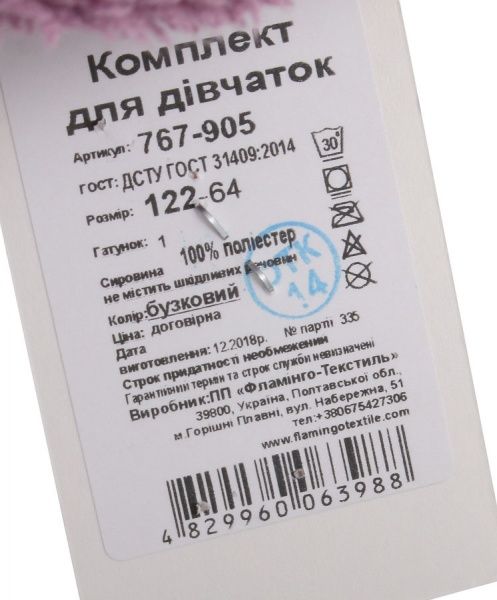 Комплект
для дівчаток
Артикул: 767-905
ГОСТ: ДСТУ ГОСТ 31409:2014
Розмір: 122-64
Гатунок: 1
30°
Сировина 100% поліестер
не містить шкідливих речовин
Колір: бузковий
Ціна: договірна
Дата
виготовлення: 12.2018р. № партії 335
Строк придатності необмежений
Гарантійний термін та строк служби невизначені
Виробник: ПП «Фламінго-Текстиль»
39800, Україна, Полтавської обл.,
м.Горішні Плавні, вул. Набережна, 51
тел: +380675427306
www.flamingotextile.com
ОТК
14
4 829960 063988